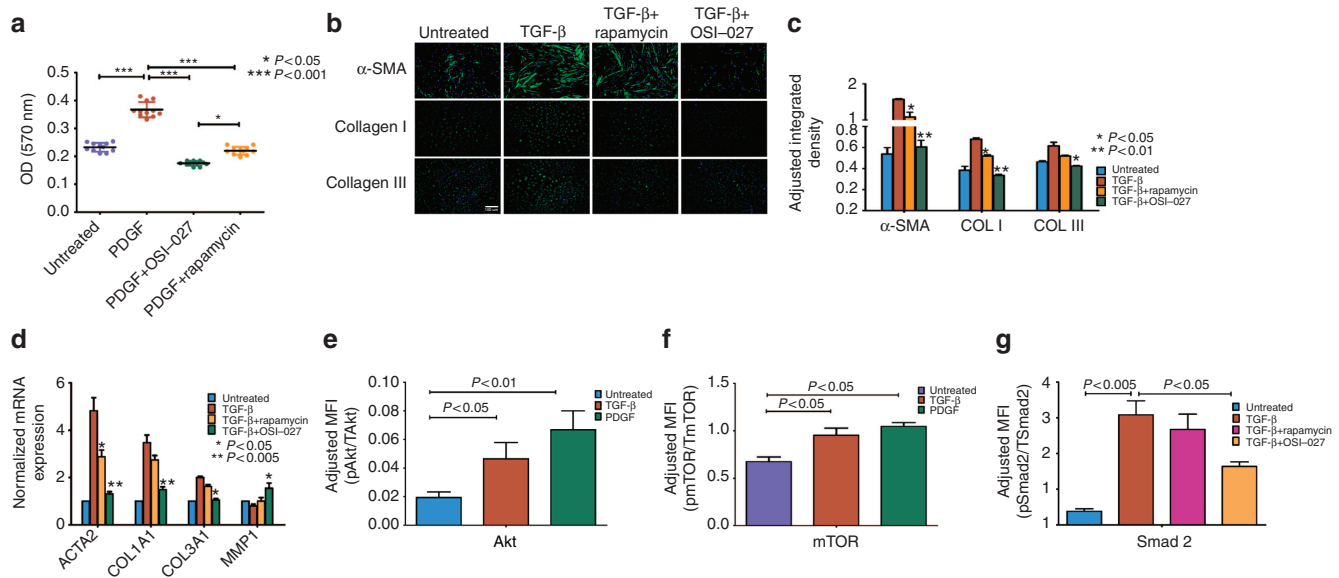 a
* P<0.05
*** P<0.001
***
***
***
*
OD (570 nm)
0.5
0.4
0.3
0.2
0.1
0.0
Untreated
PDGF
PDGF+OSI–027
PDGF+rapamycin
b
Untreated
TGF-β
TGF-β+
rapamycin
TGF-β+
OSI–027
α-SMA
Collagen I
Collagen III
c
Adjusted integrated
density
2
1
0.8
0.6
0.4
0.2
*
**
*
**
*
* P<0.05
** P<0.01
Untreated
TGF-β
TGF-β+rapamycin
TGF-β+OSI–027
α-SMA
COL I
COL III
d
Normalized mRNA
expression
6
4
2
0
*
**
**
*
*
Untreated
TGF-β
TGF-β+rapamycin
TGF-β+OSI–027
* P<0.05
** P<0.005
ACTA2
COL1A1
COL3A1
MMP1
e
Adjusted MFI
(pAkt/TAkt)
0.10
0.08
0.06
0.04
0.02
0.00
P<0.01
P<0.05
Untreated
TGF-β
PDGF
Akt
f
Adjusted MFI
(pmTOR/TmTOR)
1.5
1.0
0.5
0.0
P<0.05
P<0.05
Untreated
TGF-β
PDGF
mTOR
g
Adjusted MFI
(pSmad2/TSmad2)
4
3
2
1
P<0.005
P<0.05
Untreated
TGF-β
TGF-β+rapamycin
TGF-β+OSI–027
Smad 2